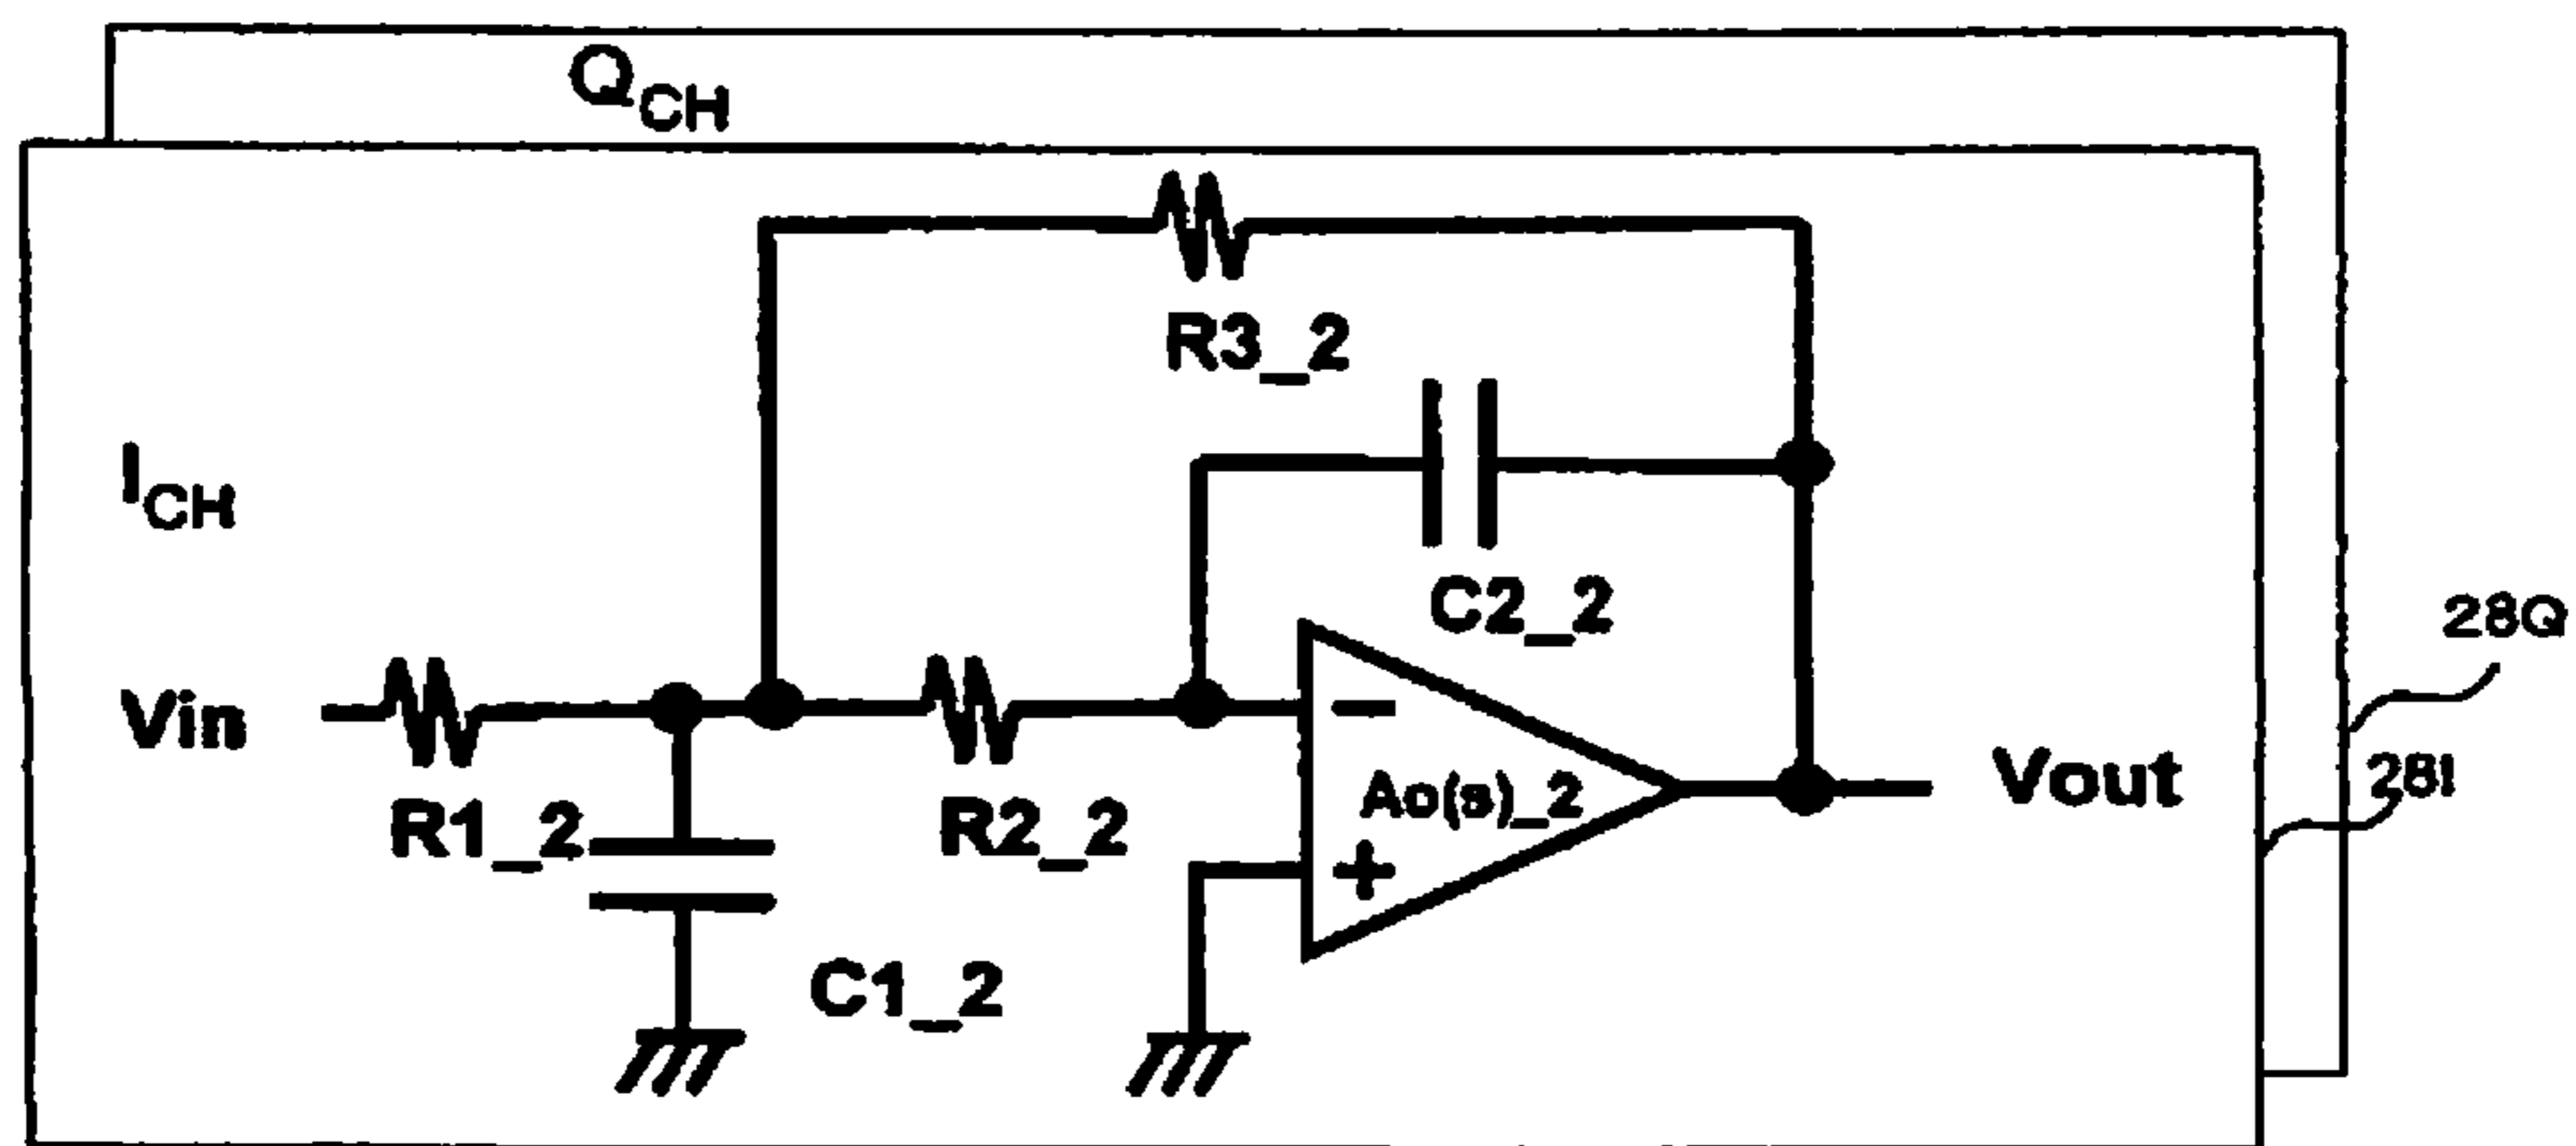 QCH
R3_2
ICH
C2_2
28Q
Vin
Vout
28I
Ao(s)_2
R1_2
R2_2
C1_2